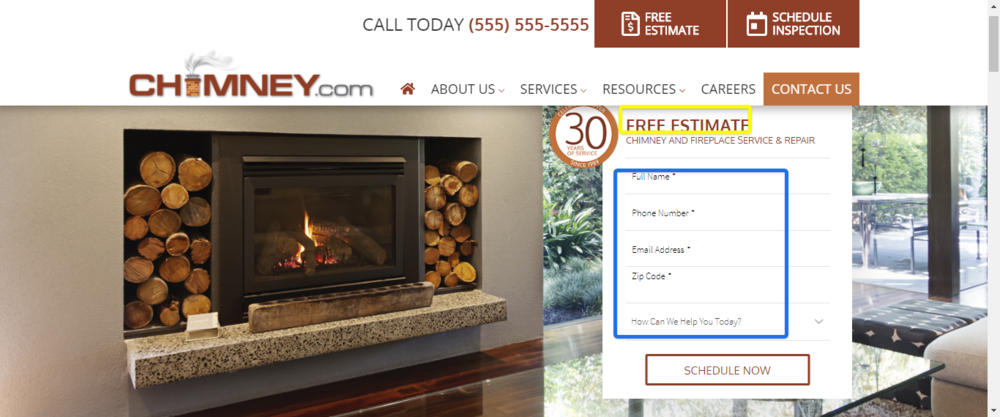 CALL TODAY (555) 555-5555
FREE
ESTIMATE
SCHEDULE
INSPECTION
CHIMNEY.com
ABOUT US
SERVICES
RESOURCES
CAREERS
CONTACT US
30
YEARS
OF SERVICE
SINCE 1993
FREE ESTIMATE
CHIMNEY AND FIREPLACE SERVICE & REPAIR
Full Name *
Phone Number *
Email Address *
Zip Code *
How Can We Help You Today?
SCHEDULE NOW